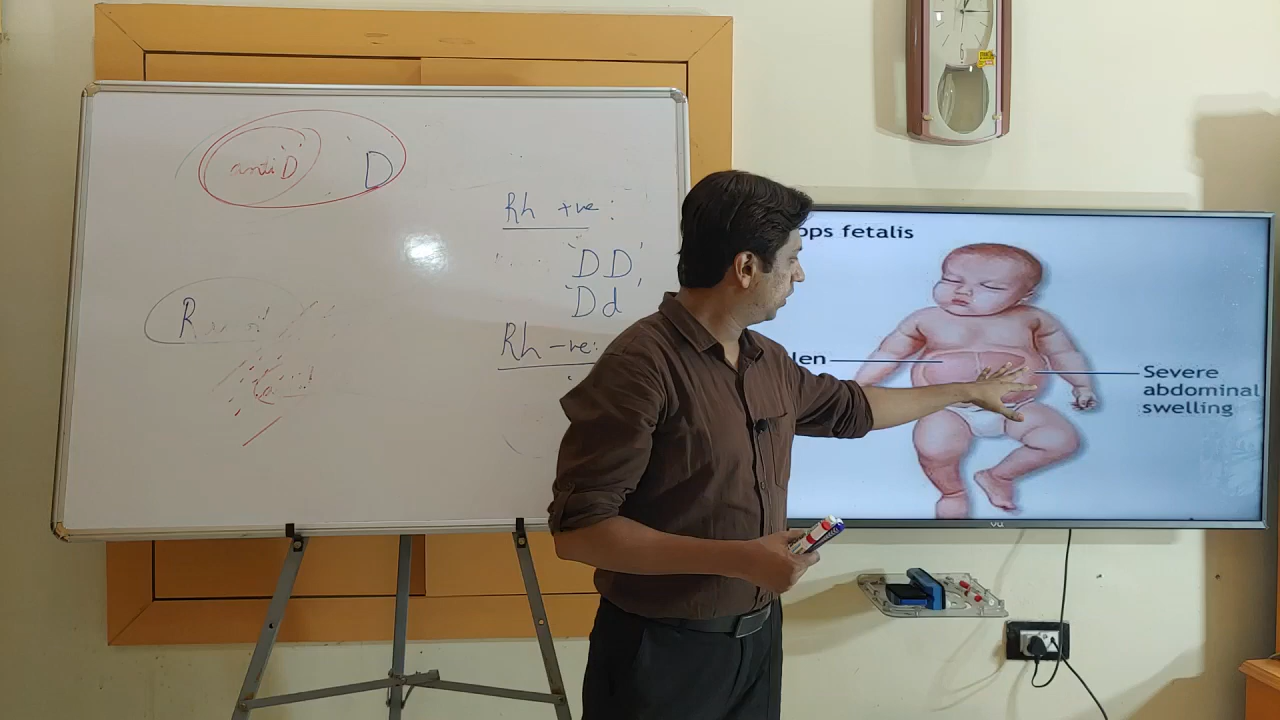 anti 'D' D
Rh +ve:
'DD',
'Dd'
Rh -ve:
R
ops fetalis
len
Severe
abdominal
swelling